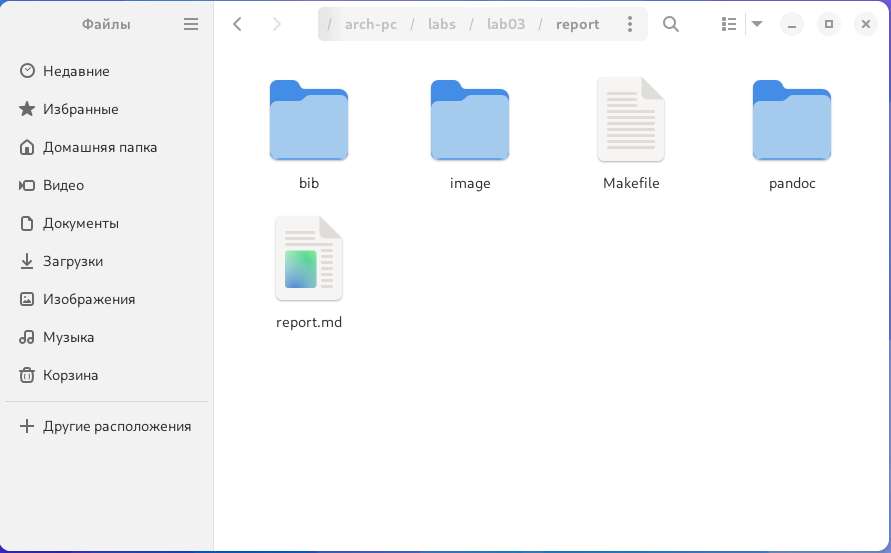 Файлы
/ arch-pc / labs / lab03 / report
Недавние
Избранные
Домашняя папка
Видео
Документы
Загрузки
Изображения
Музыка
Корзина
Другие расположения
bib
image
Makefile
pandoc
report.md